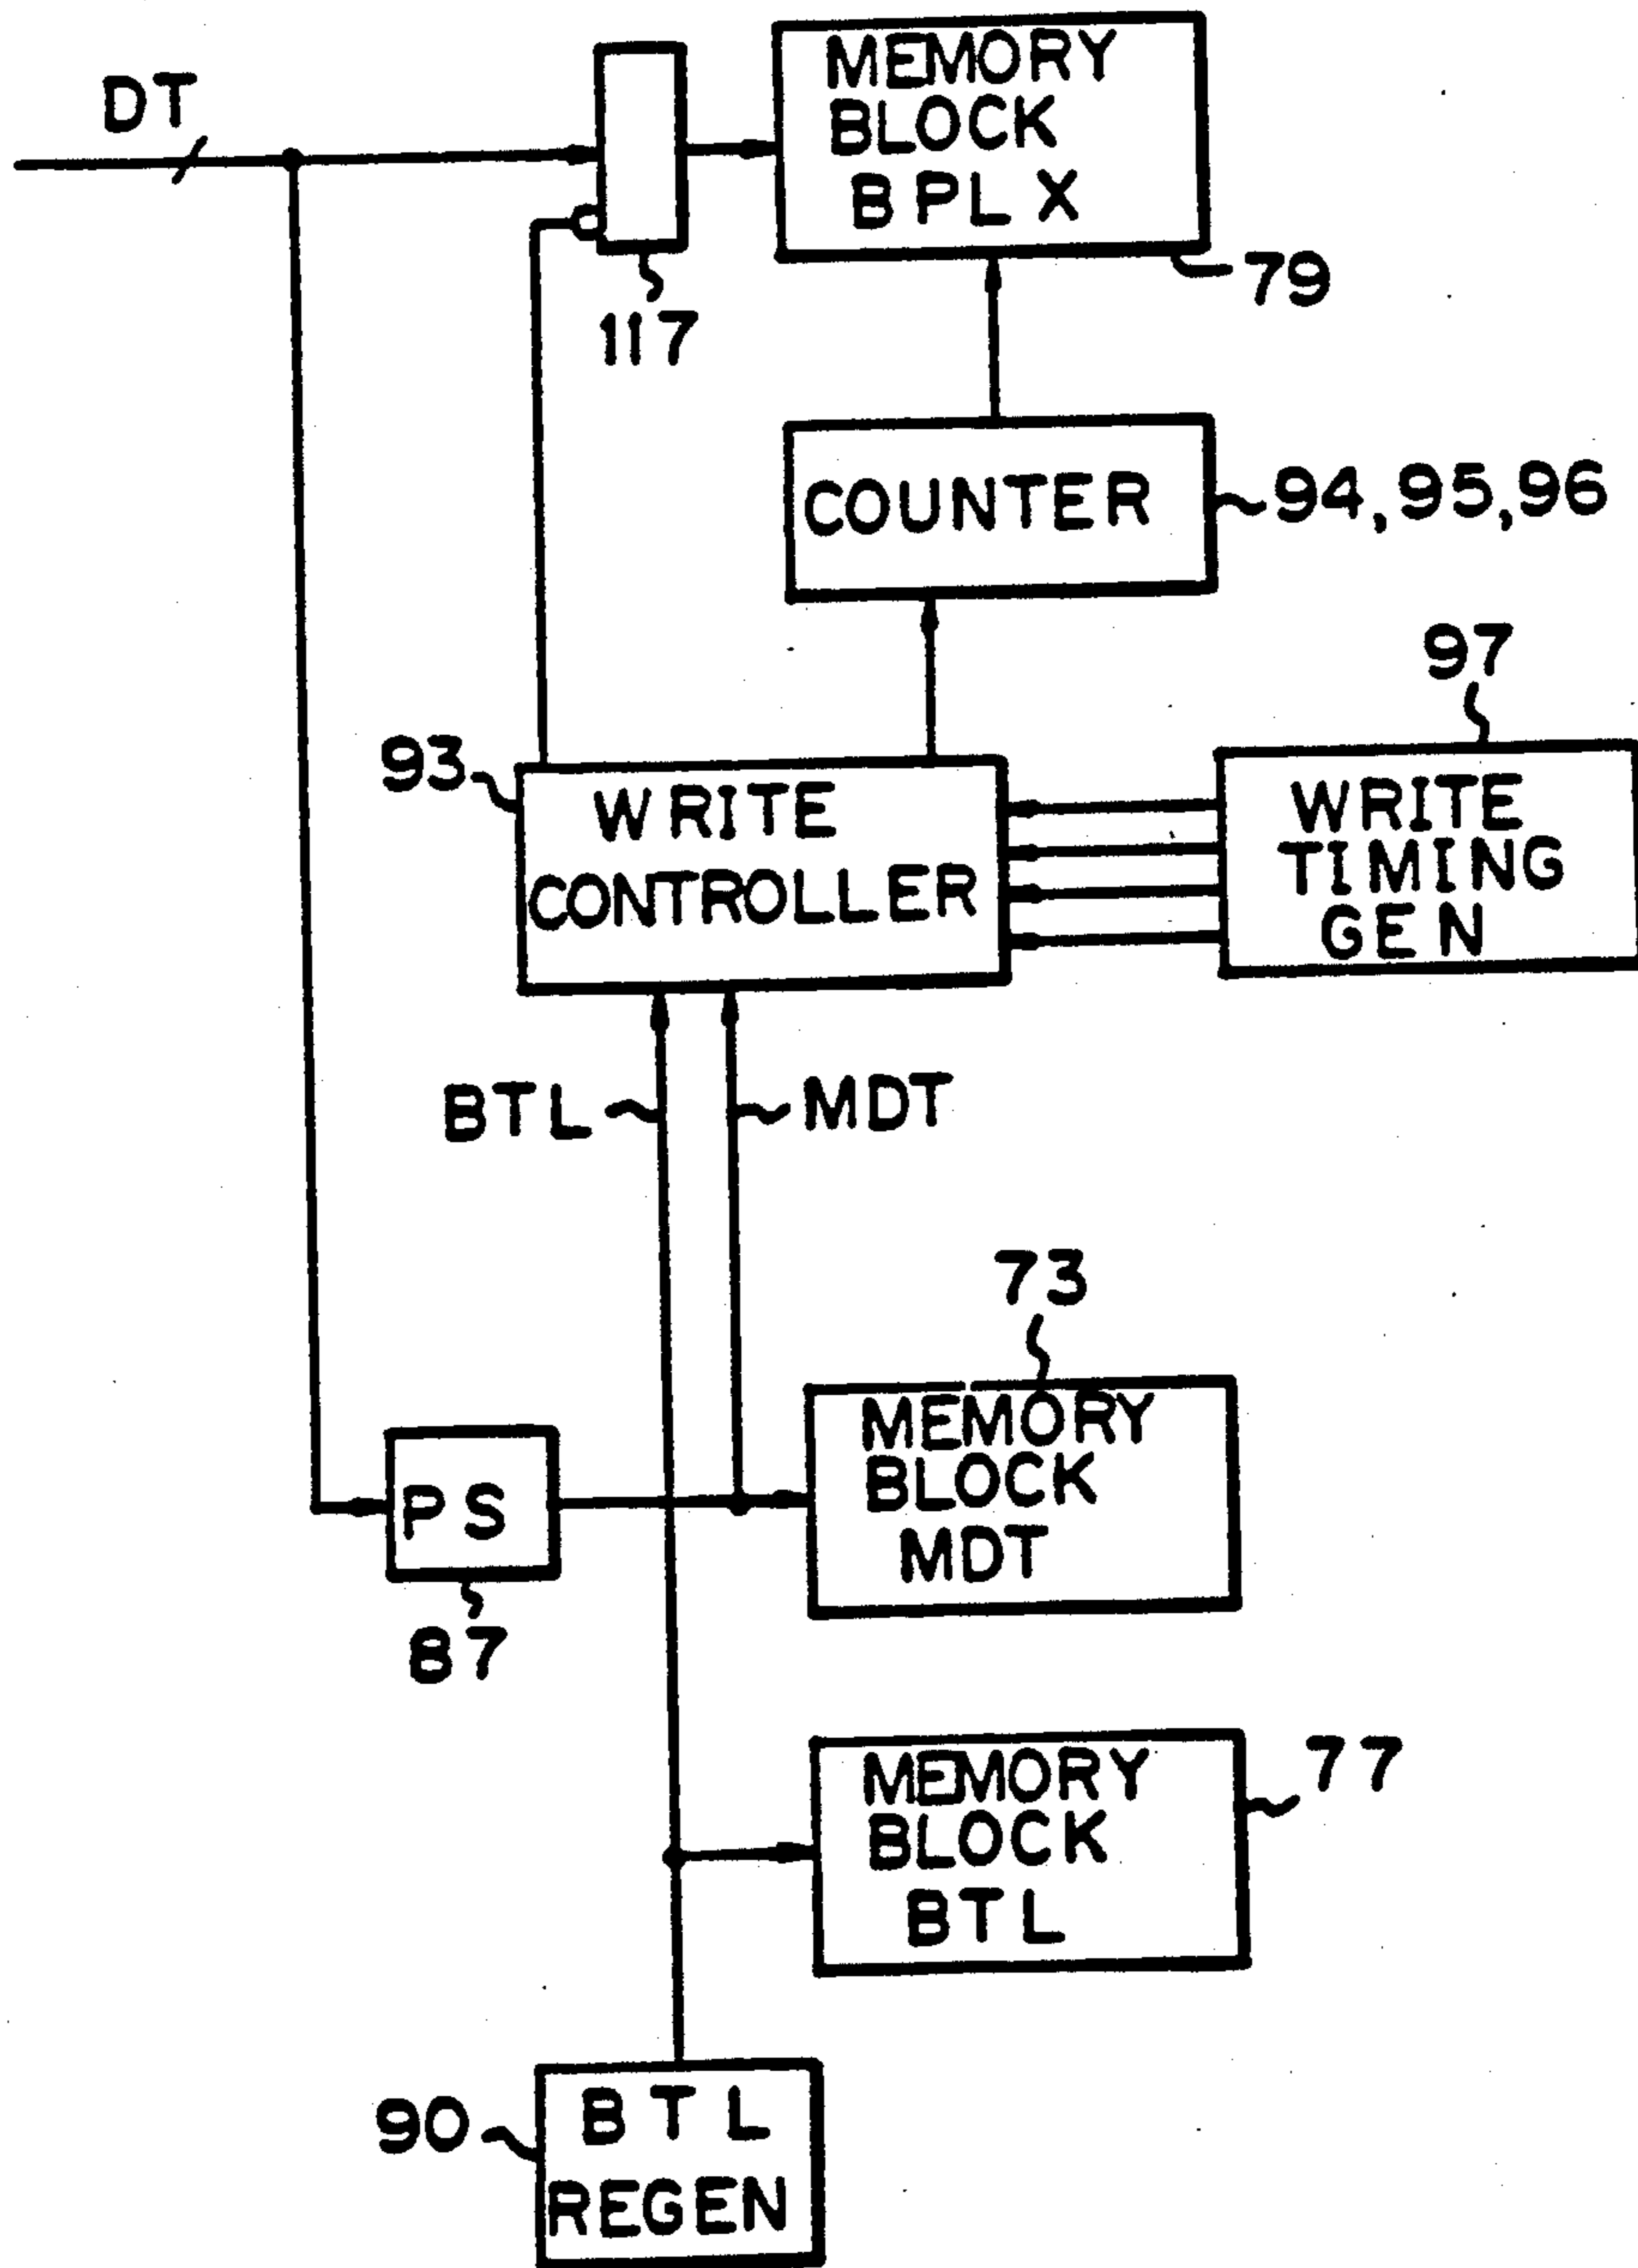 DT
MEMORY
BLOCK
BPL X
79
117
COUNTER
94,95,96
97
93
WRITE
CONTROLLER
WRITE
TIMING
GEN
BTL
MDT
73
MEMORY
BLOCK
MDT
PS
87
MEMORY
BLOCK
BTL
77
90
BTL
REGEN